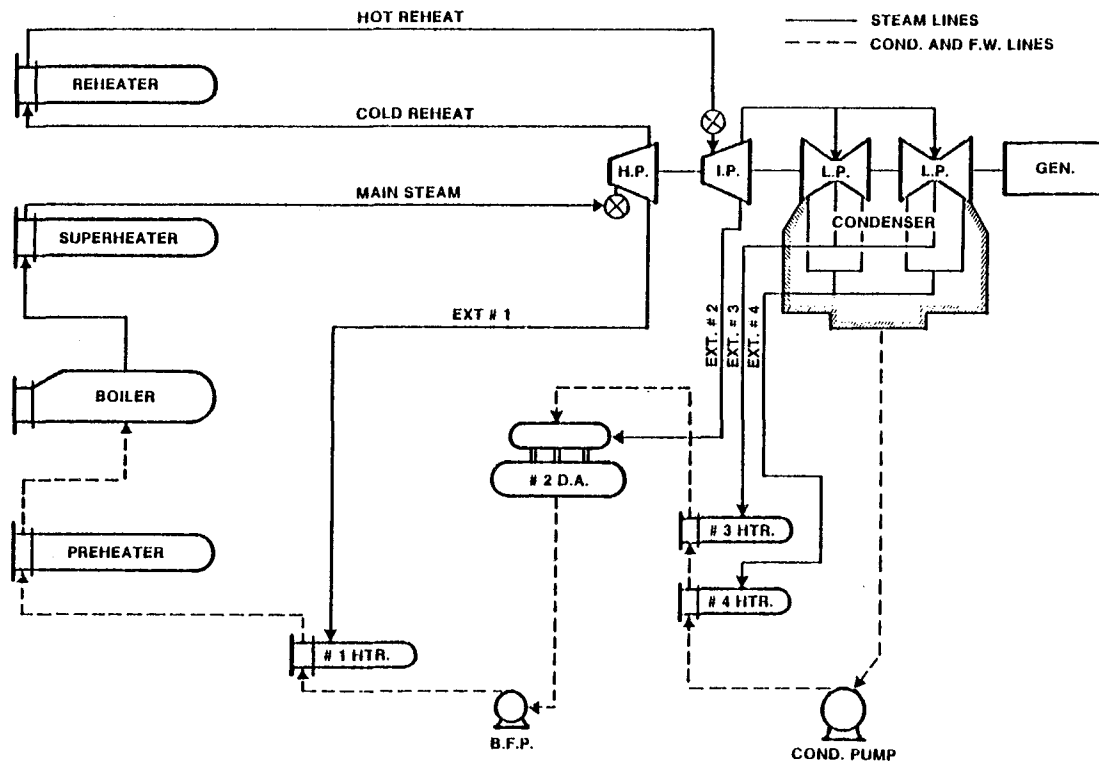 HOT REHEAT
STEAM LINES
COND. AND F.W. LINES
REHEATER
COLD REHEAT
H.P.
I.P.
L.P.
L.P.
GEN.
MAIN STEAM
SUPERHEATER
CONDENSER
EXT # 1
EXT. # 2
EXT. # 3
EXT. # 4
BOILER
# 2 D.A.
# 3 HTR.
PREHEATER
# 4 HTR.
# 1 HTR.
B.F.P.
COND. PUMP